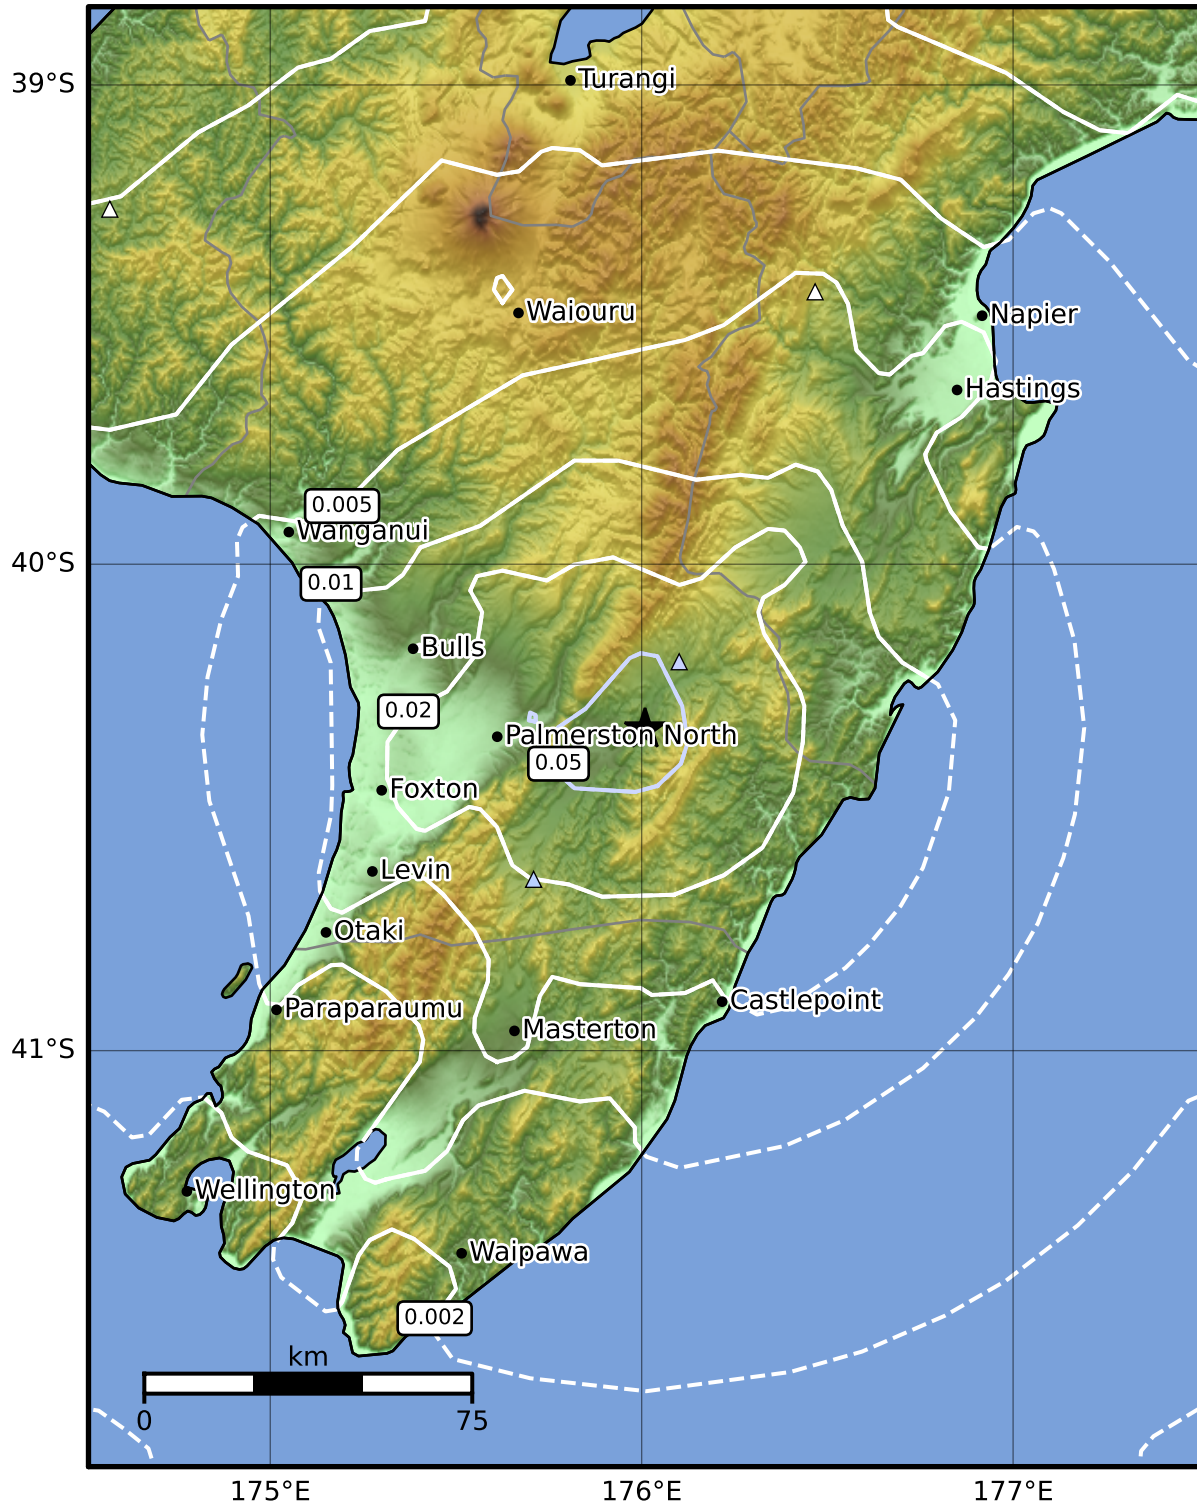 39°S
Turangi
Waiouru
Napier
Hastings
0.005
Wanganui
40°S
0.01
Bulls
0.02
Palmerston North
0.05
Foxton
Levin
Otaki
Paraparaumu
Castlepoint
Masterton
41°S
Wellington
Waipawa
0.002
km
0 75
175°E 176°E 177°E